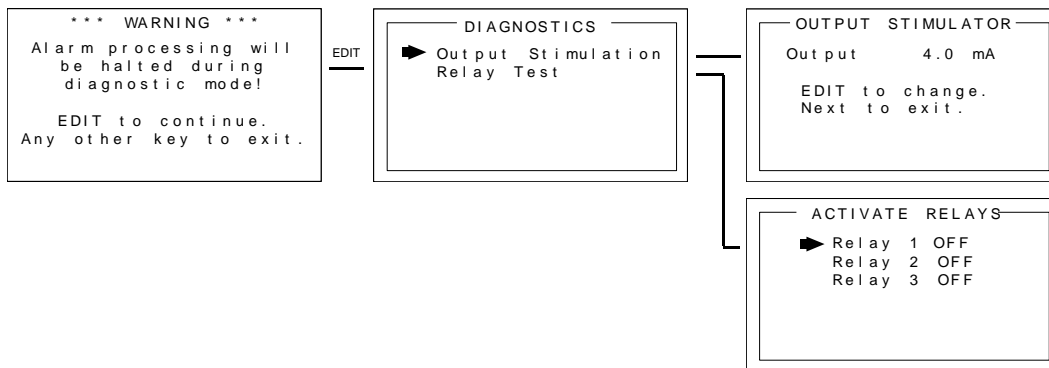 *** WARNING ***
Alarm processing will
be halted during
diagnostic mode!
EDIT to continue.
Any other key to exit.
EDIT
DIAGNOSTICS
Output Stimulation
Relay Test
OUTPUT STIMULATOR
Output 4.0 mA
EDIT to change.
Next to exit.
ACTIVATE RELAYS
Relay 1 OFF
Relay 2 OFF
Relay 3 OFF